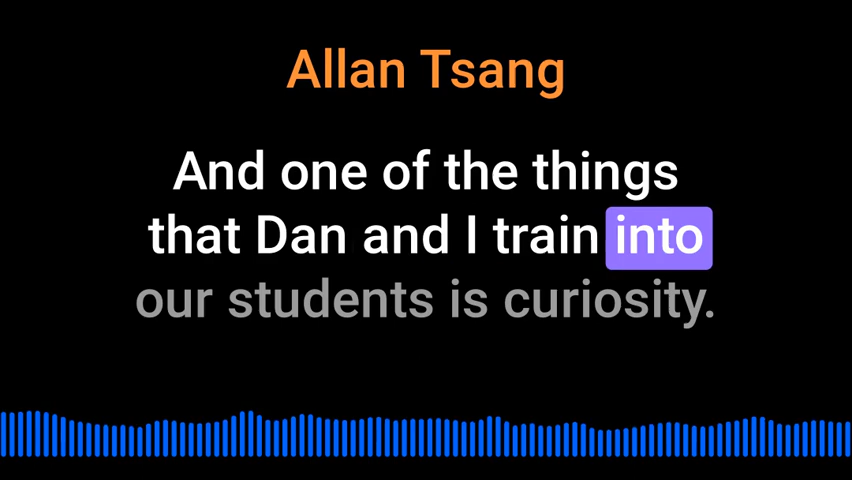 Allan Tsang
And one of the things
that Dan and I train into
our students is curiosity.